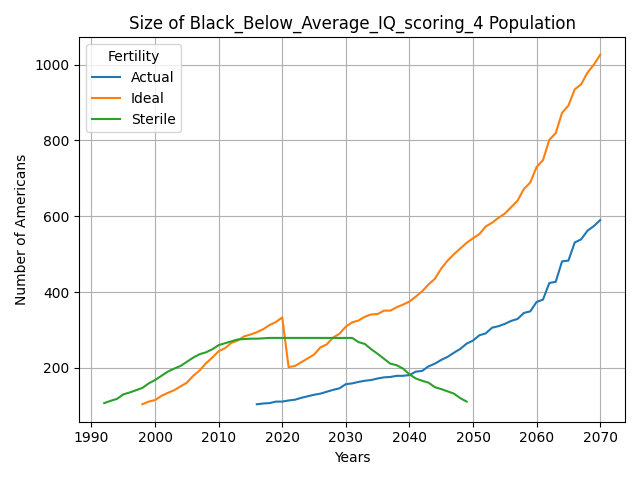 Size of Black_Below_Average_IQ_scoring_4 Population
Fertility
Actual
Ideal
Sterile
Number of Americans
1000
800
600
400
200
1990 2000 2010 2020 2030 2040 2050 2060 2070
Years